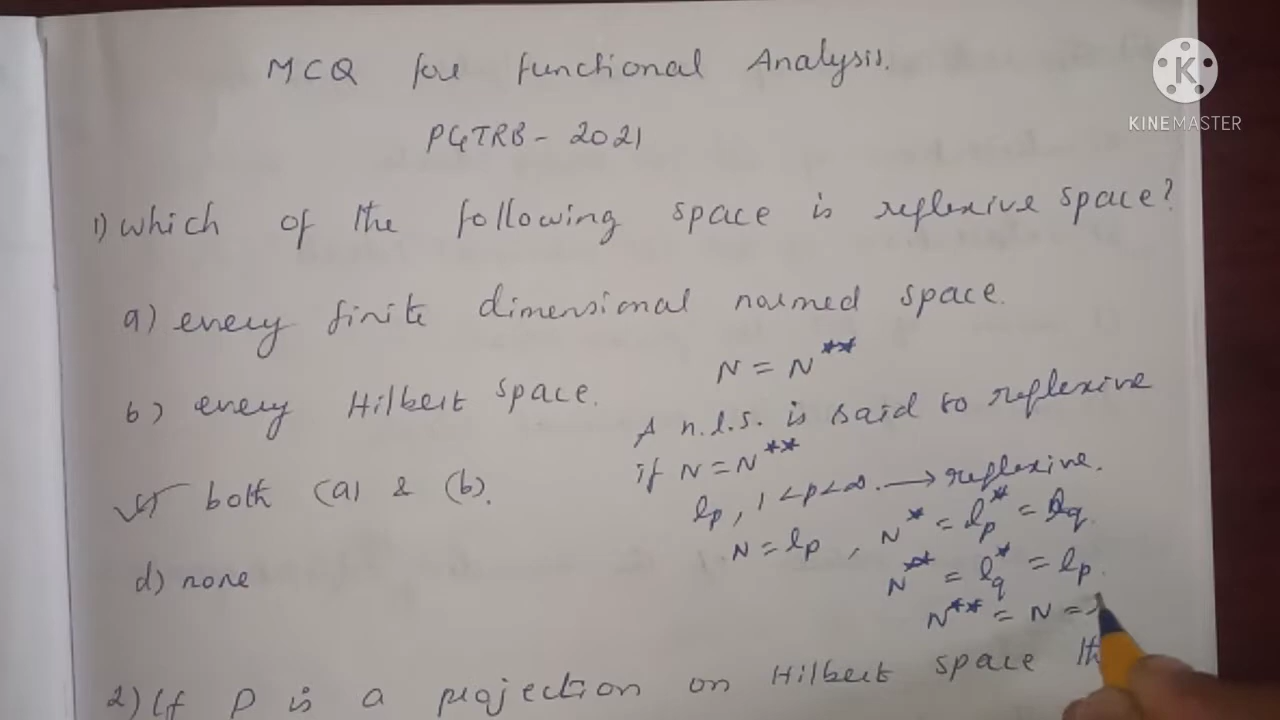 MCQ for functional Analysis.
KINEMASTER
PGTRB - 2021
1) which of the following space is reflexive space?
a) every finite dimensional normed space.
N = N**
b) every Hilbert space.
A n.l.s. is said to reflexive
if N = N**
c) both (a) & (b).
lp, 1 < p < ∞. → reflexive.
N = lp, N* = lp* = lq.
d) none
N** = lq* = lp.
N** = N =
2) If P is a projection on Hilbert space